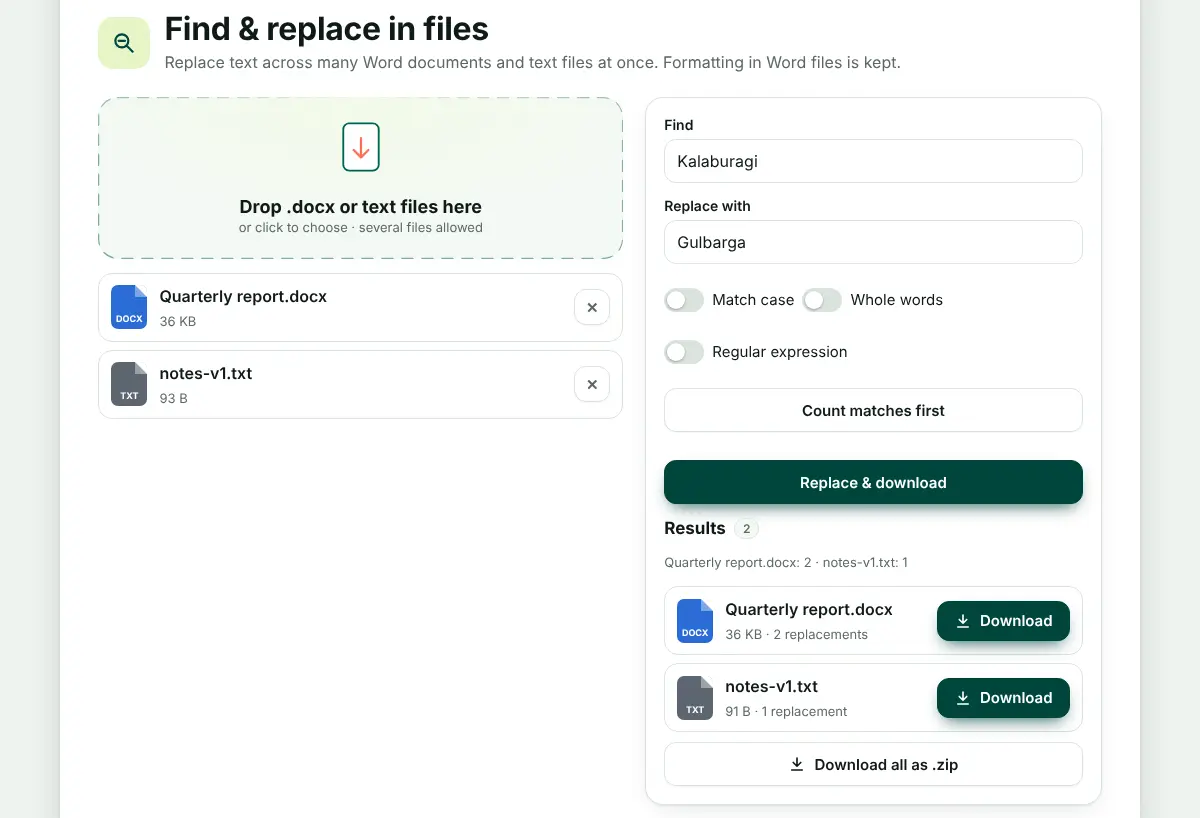 Find & replace in files
Replace text across many Word documents and text files at once. Formatting in Word files is kept.
Drop .docx or text files here
or click to choose · several files allowed
DOCX
Quarterly report.docx
36 KB
TXT
notes-v1.txt
93 B
Find
Kalaburagi
Replace with
Gulbarga
Match case
Whole words
Regular expression
Count matches first
Replace & download
Results 2
Quarterly report.docx: 2 · notes-v1.txt: 1
DOCX
Quarterly report.docx
36 KB · 2 replacements
Download
TXT
notes-v1.txt
91 B · 1 replacement
Download
Download all as .zip